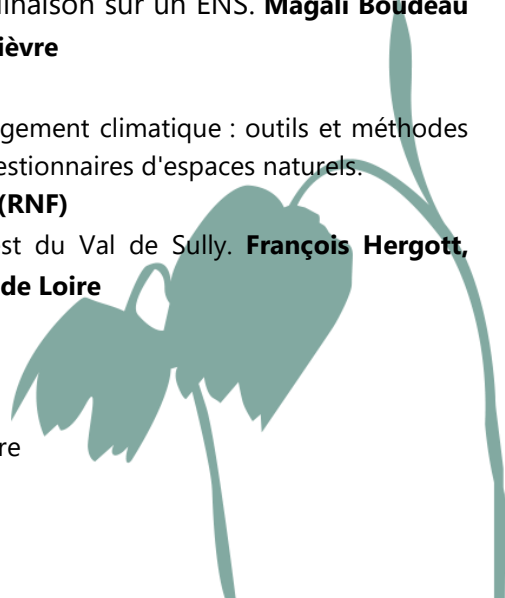 linaison sur un ENS. Magali Boudeau
ièvre
gement climatique : outils et méthodes
estionnaires d'espaces naturels.
(RNF)
st du Val de Sully. François Hergott,
de Loire
re